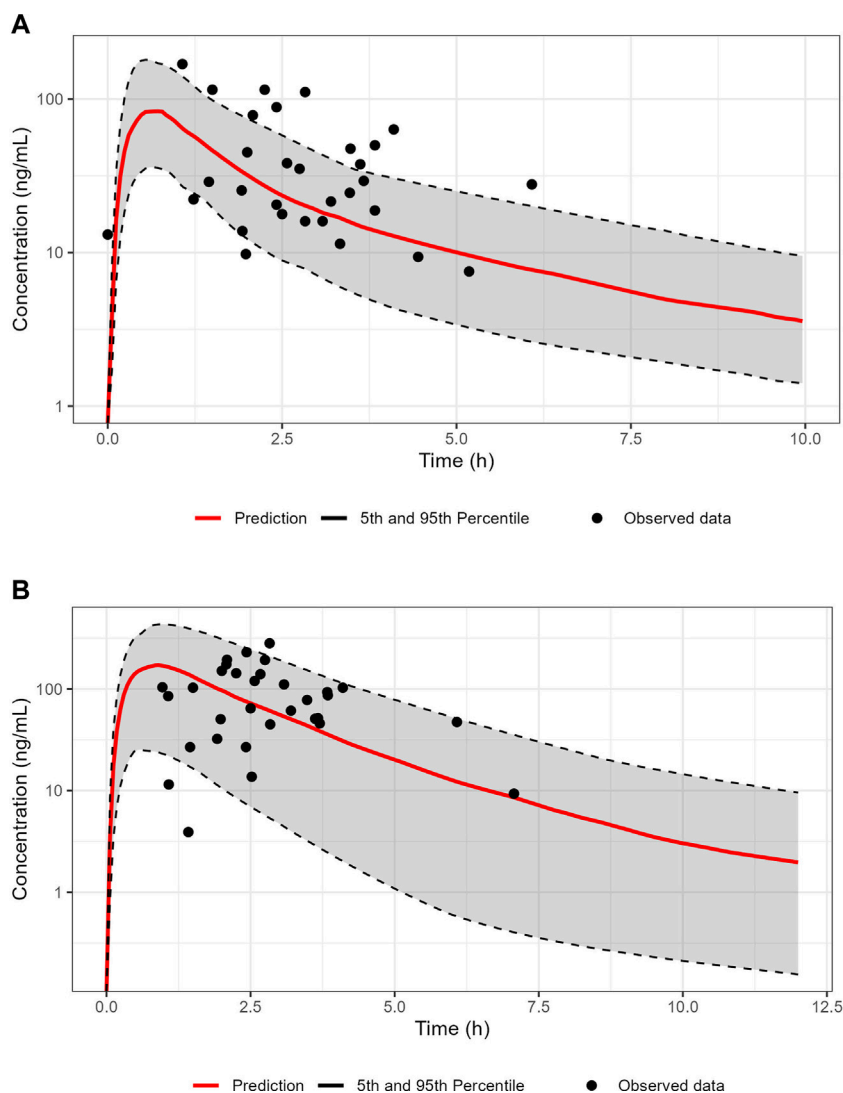 A
Concentration (ng/mL)
100
10
1
0.0 2.5 5.0 7.5 10.0
Time (h)
Prediction 5th and 95th Percentile Observed data
B
Concentration (ng/mL)
100
10
1
0.0 2.5 5.0 7.5 10.0 12.5
Time (h)
Prediction 5th and 95th Percentile Observed data